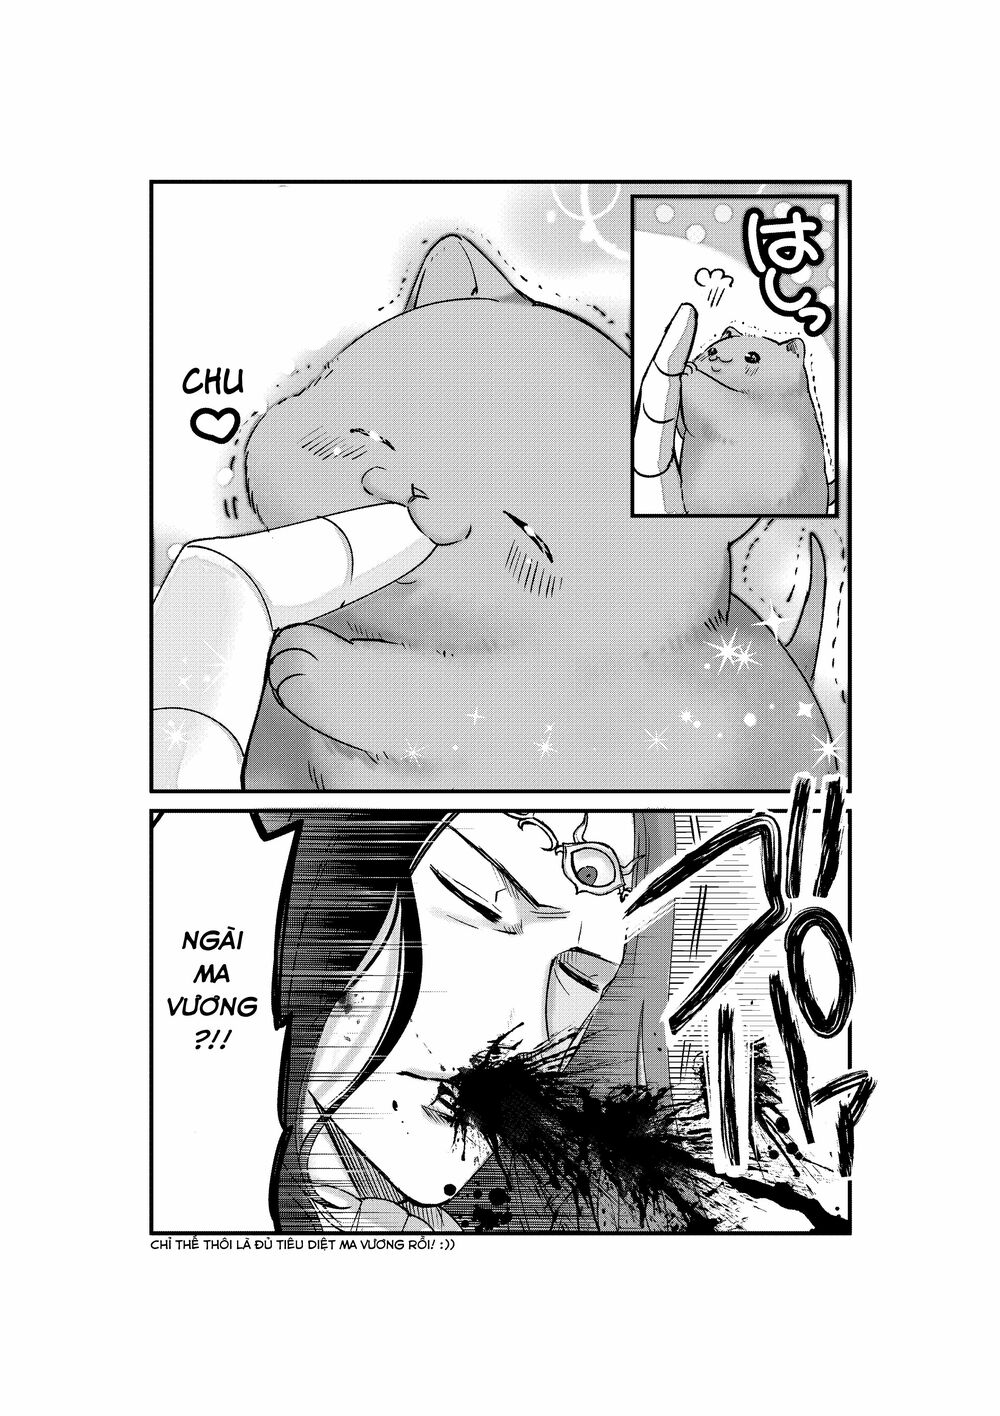 はしっ
CHU
♡
NGÀI
MA
VƯƠNG
?!!
CHỈ THẾ THÔI LÀ ĐỦ TIÊU DIỆT MA VƯƠNG RỒI! :))